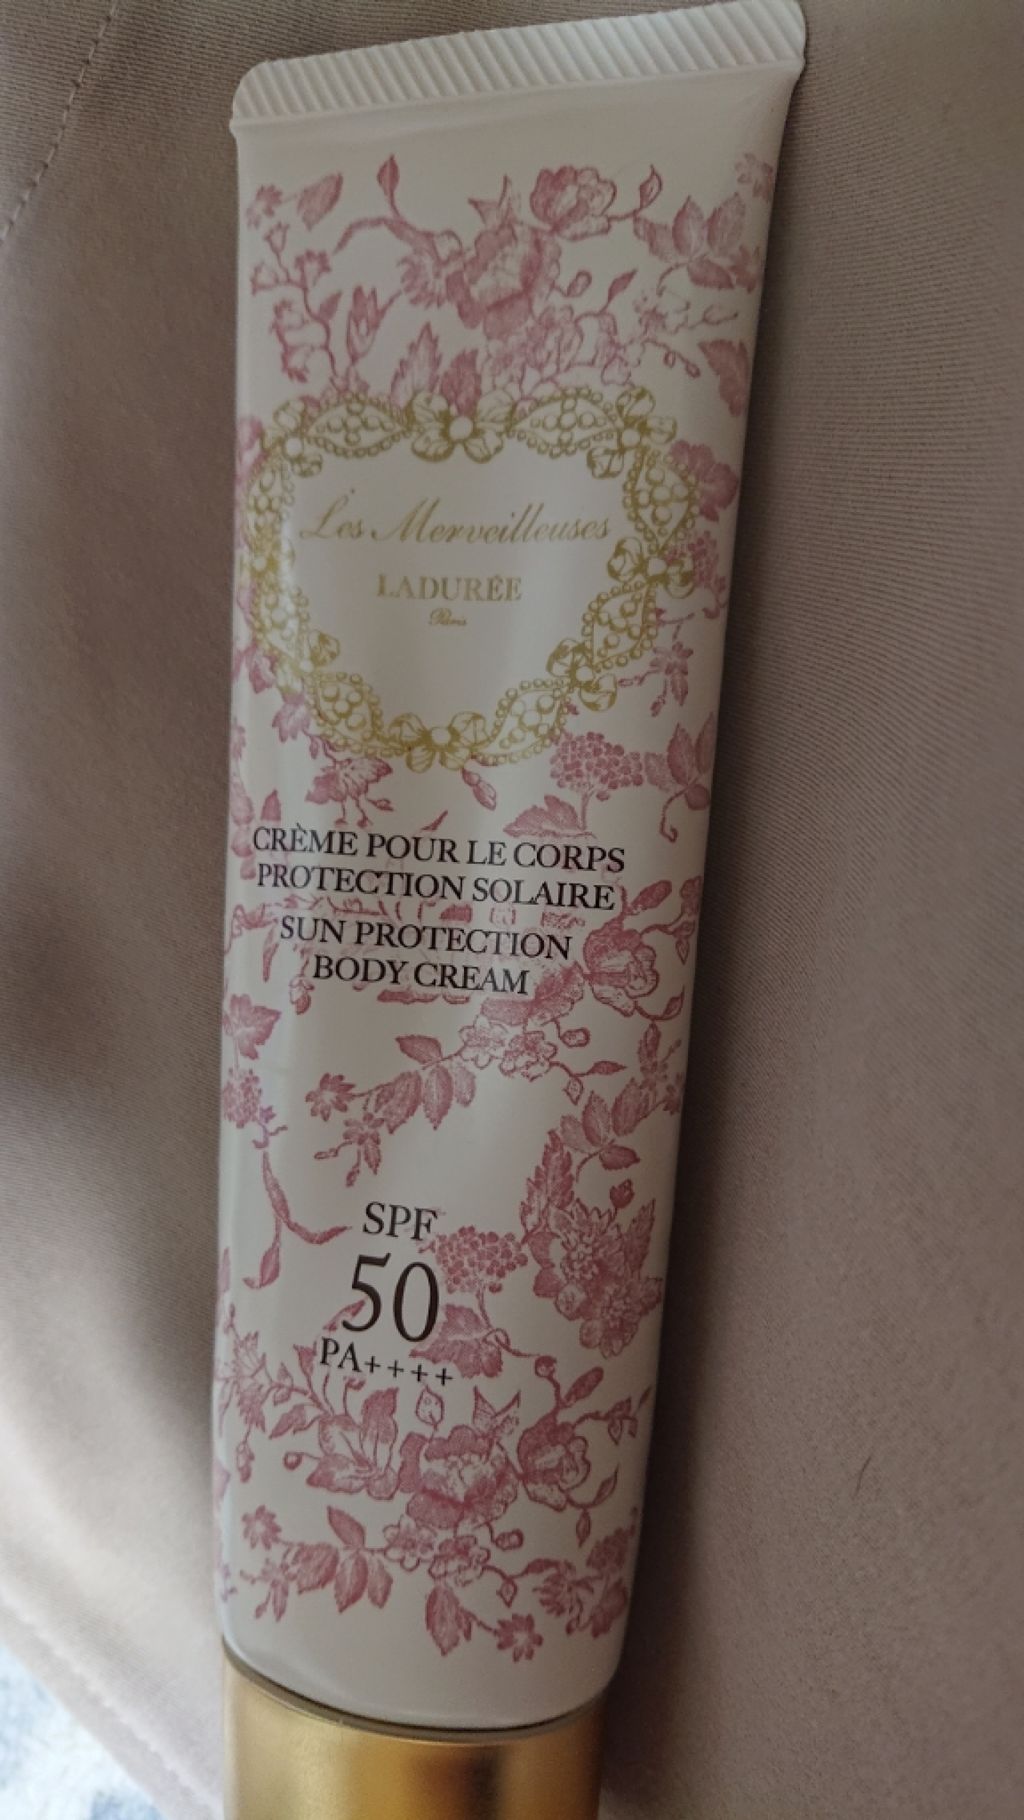 Les Merveilleuses
LADURÉE
Paris
CRÈME POUR LE CORPS
PROTECTION SOLAIRE
SUN PROTECTION
BODY CREAM
SPF
50
PA++++